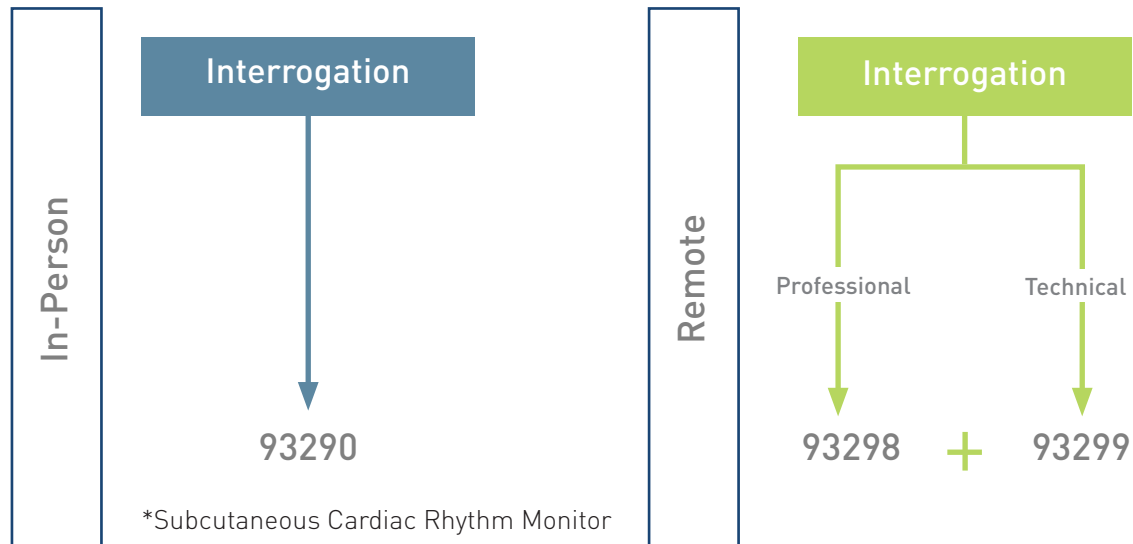 In-Person
Interrogation
93290
*Subcutaneous Cardiac Rhythm Monitor
Remote
Interrogation
Professional
Technical
93298 + 93299